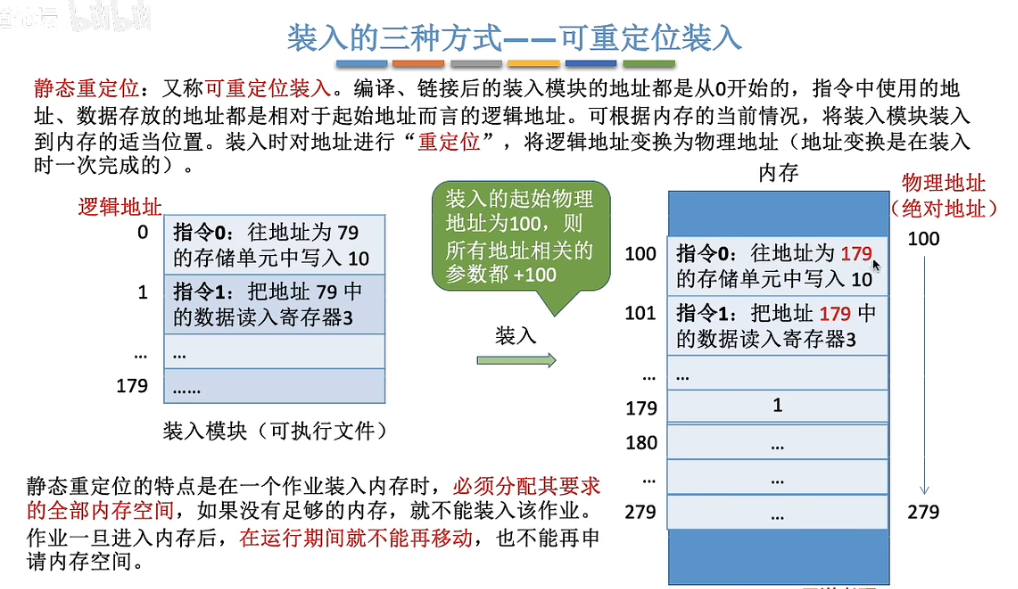 装入的三种方式——可重定位装入
静态重定位：又称可重定位装入。编译、链接后的装入模块的地址都是从0开始的，指令中使用的地
址、数据存放的地址都是相对于起始地址而言的逻辑地址。可根据内存的当前情况，将装入模块装入
到内存的适当位置。装入时对地址进行“重定位”，将逻辑地址变换为物理地址（地址变换是在装入
时一次完成的）。
逻辑地址
0
指令0：往地址为 79
的存储单元中写入 10
1
指令1：把地址 79 中
的数据读入寄存器3
...
...
179
......
装入模块（可执行文件）
装入的起始物理
地址为100，则
所有地址相关的
参数都 +100
装入
内存
物理地址
（绝对地址）
100
指令0：往地址为 179
的存储单元中写入 10
100
101
指令1：把地址 179 中
的数据读入寄存器3
...
...
179
1
180
...
...
...
279
...
279
静态重定位的特点是在一个作业装入内存时，必须分配其要求
的全部内存空间，如果没有足够的内存，就不能装入该作业。
作业一旦进入内存后，在运行期间就不能再移动，也不能再申
请内存空间。